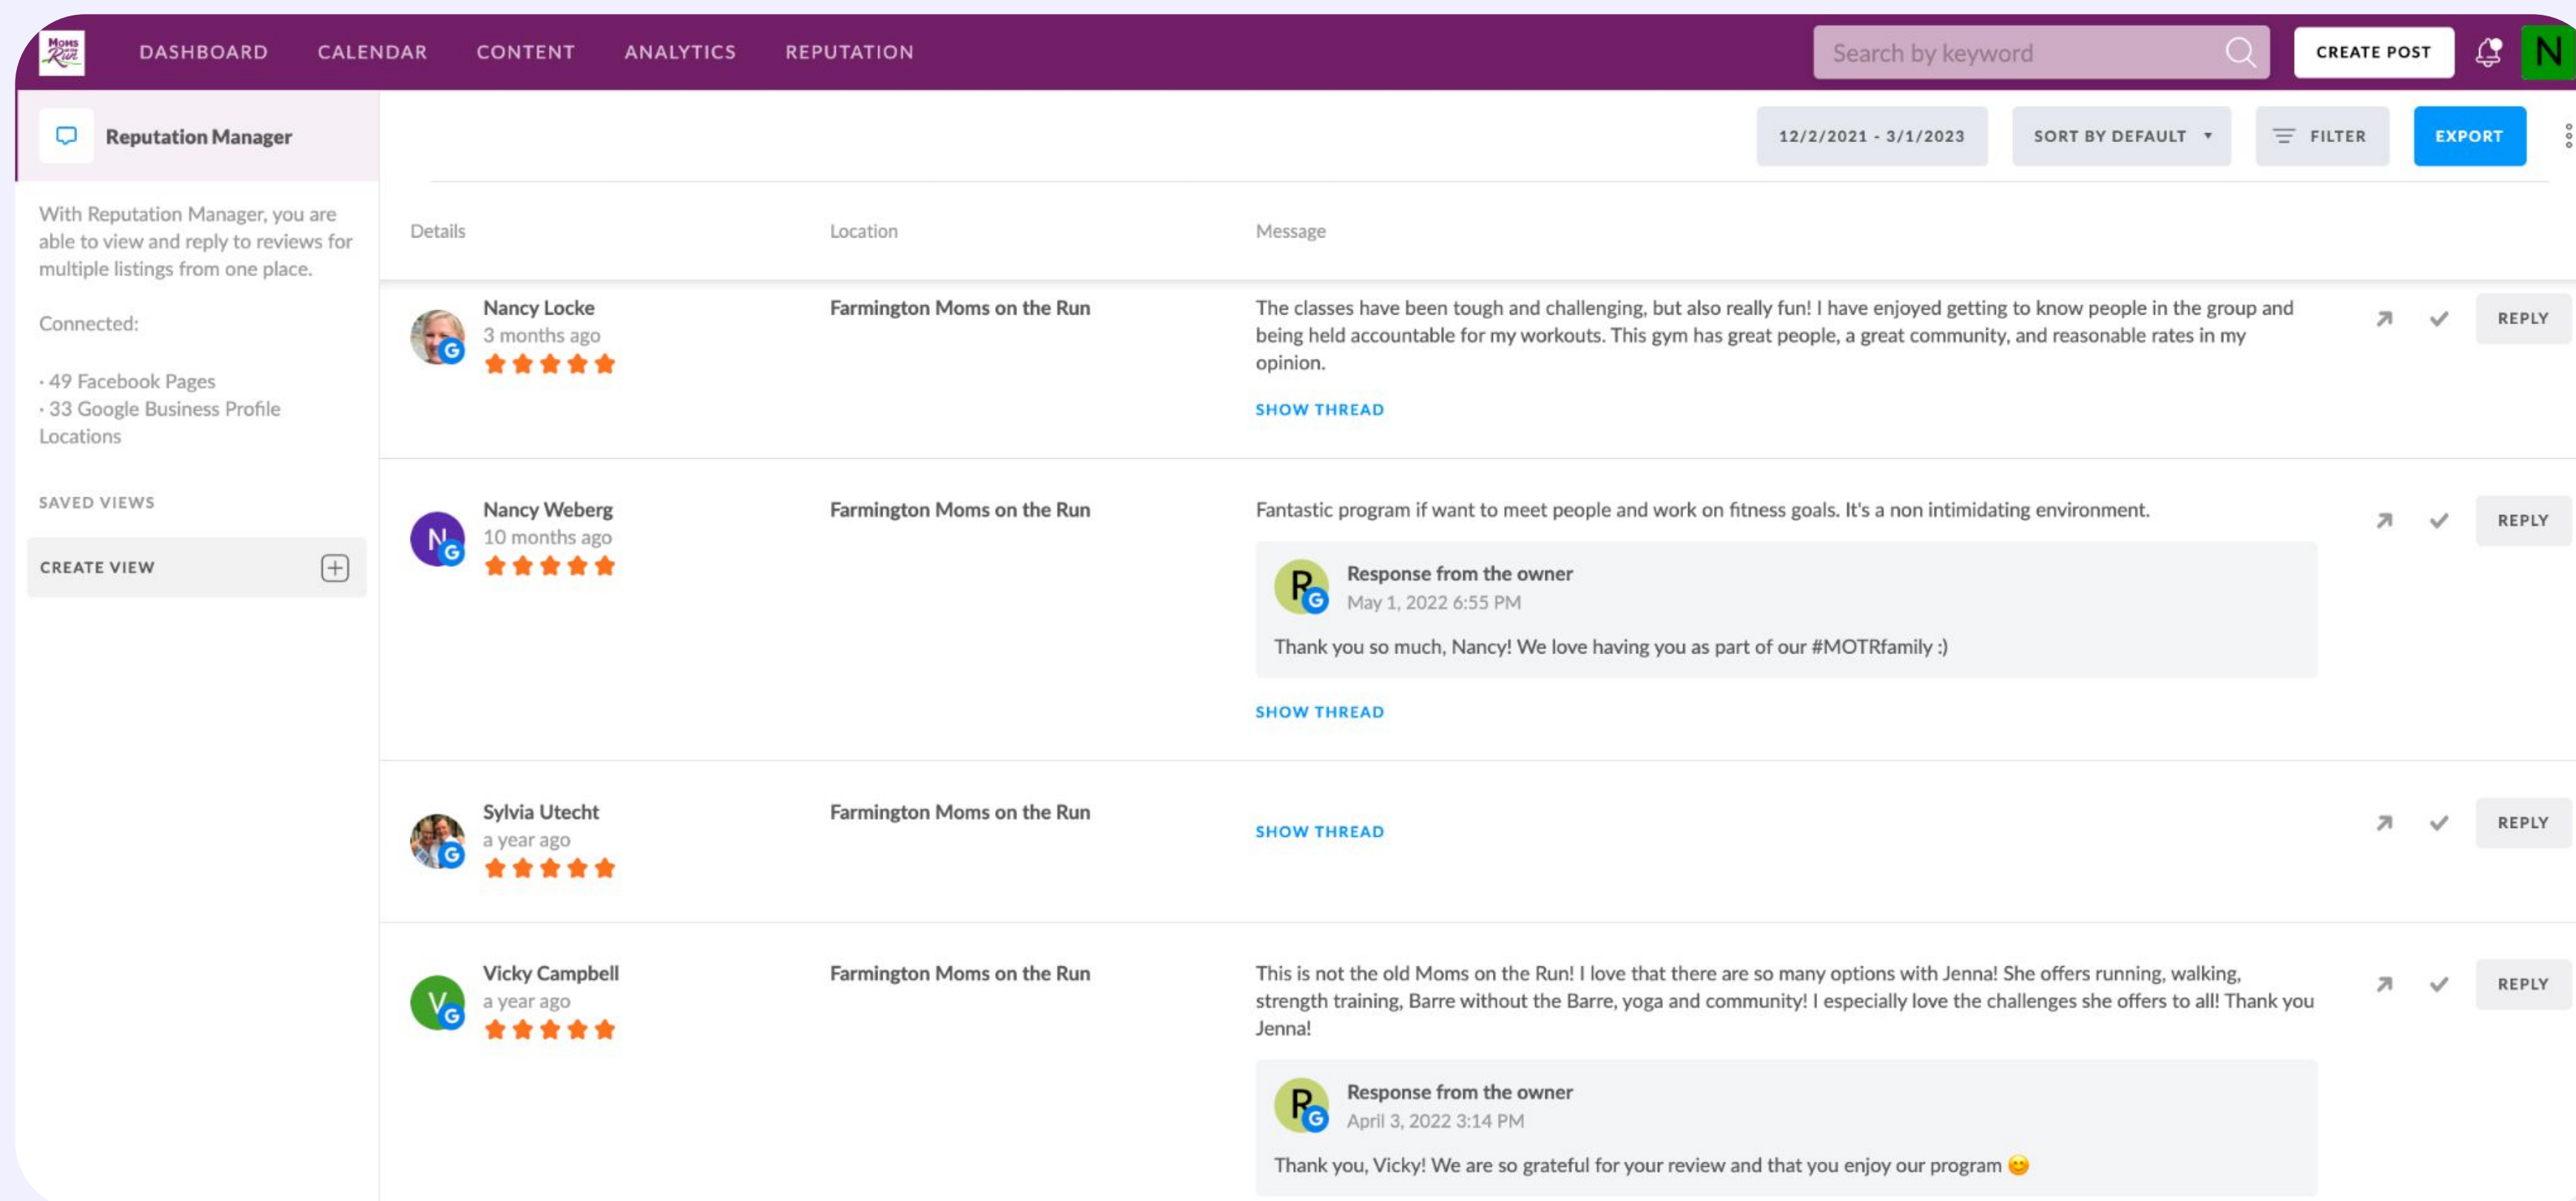 MOMS
Run
DASHBOARD
CALENDAR
CONTENT
ANALYTICS
REPUTATION
Search by keyword
CREATE POST
N
Reputation Manager
12/2/2021 - 3/1/2023
SORT BY DEFAULT
FILTER
EXPORT
With Reputation Manager, you are
able to view and reply to reviews for
multiple listings from one place.
Connected:
· 49 Facebook Pages
· 33 Google Business Profile
Locations
SAVED VIEWS
CREATE VIEW
Details
Location
Message
G
Nancy Locke
3 months ago
Farmington Moms on the Run
The classes have been tough and challenging, but also really fun! I have enjoyed getting to know people in the group and
being held accountable for my workouts. This gym has great people, a great community, and reasonable rates in my
opinion.
SHOW THREAD
REPLY
N
G
Nancy Weberg
10 months ago
Farmington Moms on the Run
Fantastic program if want to meet people and work on fitness goals. It's a non intimidating environment.
R
G
Response from the owner
May 1, 2022 6:55 PM
Thank you so much, Nancy! We love having you as part of our #MOTRfamily :)
SHOW THREAD
REPLY
G
Sylvia Utecht
a year ago
Farmington Moms on the Run
SHOW THREAD
REPLY
V
G
Vicky Campbell
a year ago
Farmington Moms on the Run
This is not the old Moms on the Run! I love that there are so many options with Jenna! She offers running, walking,
strength training, Barre without the Barre, yoga and community! I especially love the challenges she offers to all! Thank you
Jenna!
R
G
Response from the owner
April 3, 2022 3:14 PM
Thank you, Vicky! We are so grateful for your review and that you enjoy our program 😊
REPLY